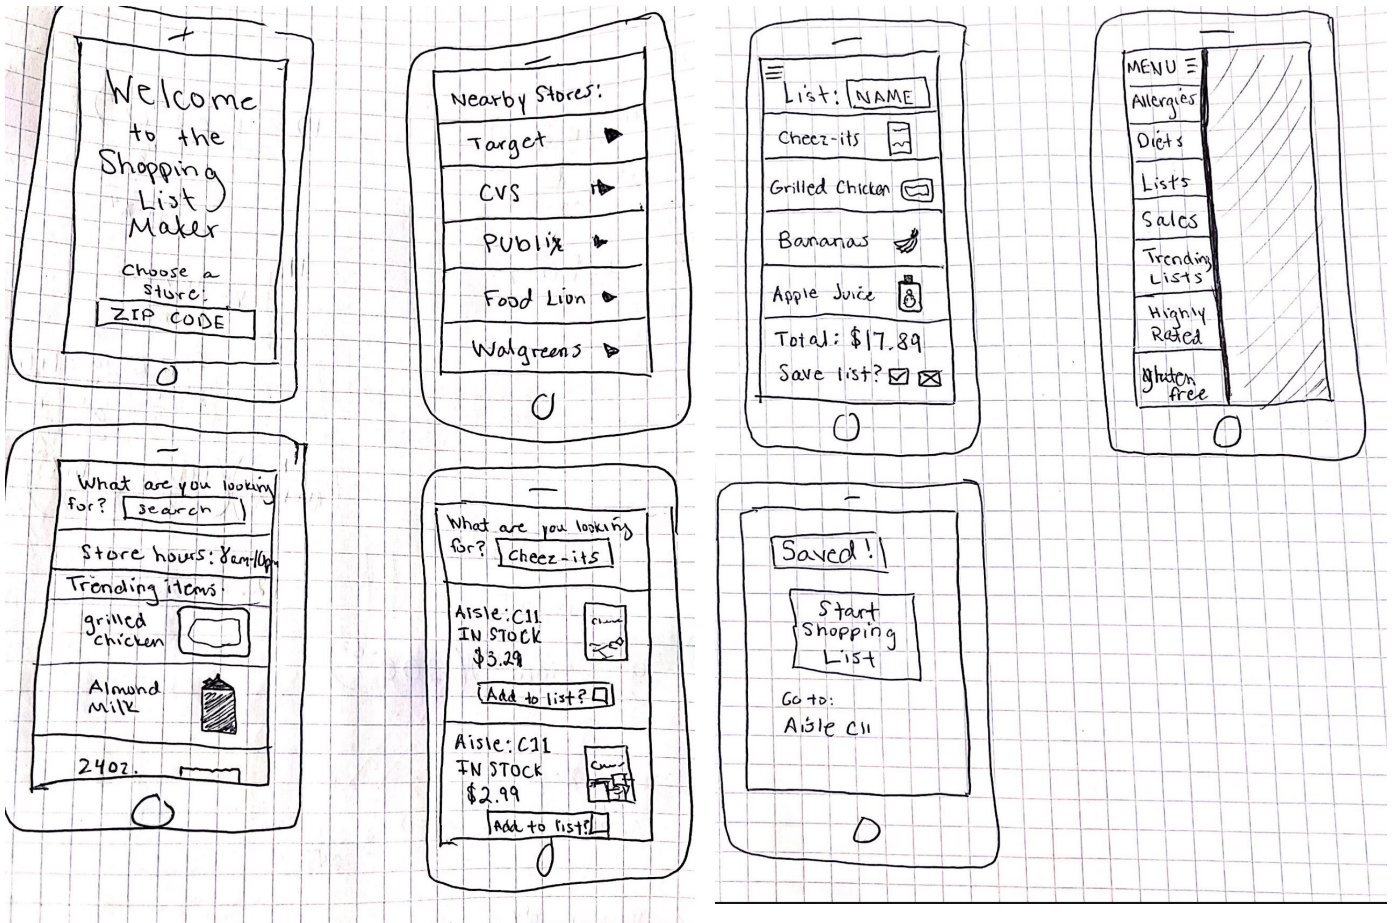 Welcome
to the
Shopping
List
Maker
Choose a
store:
ZIP CODE
Nearby Stores:
Target
CVS
Publix
Food Lion
Walgreens
What are you looking
for? search
Store hours: 8am-10pm
Trending items.
grilled
chicken
Almond
Milk
24oz.
What are you looking
for? cheez-its
Aisle: C11
IN STOCK
$3.29
Add to list?
Aisle: C11
IN STOCK
$2.99
Add to list?
List: NAME
Cheez-its
Grilled Chicken
Bananas
Apple Juice
Total: $17.89
Save list?
MENU
Allergies
Diets
Lists
Sales
Trending
Lists
Highly
Rated
gluten
free
Saved!
Start
Shopping
List
Go to:
Aisle C11